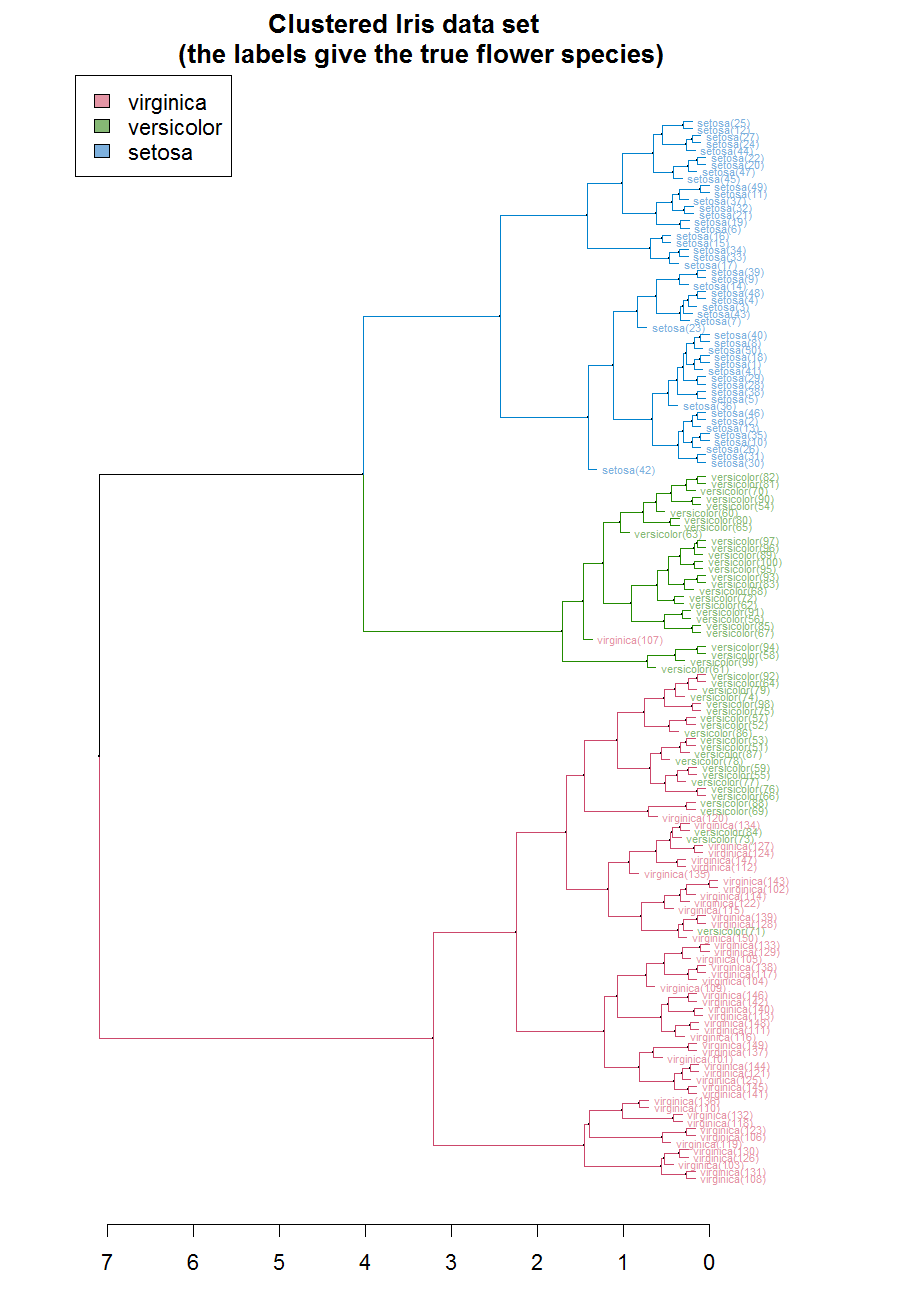 Clustered Iris data set
(the labels give the true flower species)
virginica
versicolor
setosa
setosa(25)
setosa(12)
setosa(27)
setosa(24)
setosa(44)
setosa(22)
setosa(20)
setosa(47)
setosa(45)
setosa(49)
setosa(11)
setosa(37)
setosa(32)
setosa(21)
setosa(19)
setosa(6)
setosa(16)
setosa(15)
setosa(34)
setosa(33)
setosa(17)
setosa(39)
setosa(9)
setosa(14)
setosa(48)
setosa(4)
setosa(3)
setosa(43)
setosa(7)
setosa(23)
setosa(40)
setosa(8)
setosa(50)
setosa(18)
setosa(1)
setosa(41)
setosa(29)
setosa(28)
setosa(38)
setosa(5)
setosa(36)
setosa(46)
setosa(2)
setosa(13)
setosa(35)
setosa(10)
setosa(26)
setosa(31)
setosa(30)
setosa(42)
versicolor(82)
versicolor(81)
versicolor(70)
versicolor(90)
versicolor(54)
versicolor(60)
versicolor(80)
versicolor(65)
versicolor(63)
versicolor(97)
versicolor(96)
versicolor(89)
versicolor(100)
versicolor(95)
versicolor(93)
versicolor(83)
versicolor(68)
versicolor(72)
versicolor(62)
versicolor(91)
versicolor(56)
versicolor(85)
versicolor(67)
virginica(107)
versicolor(94)
versicolor(58)
versicolor(99)
versicolor(61)
versicolor(92)
versicolor(64)
versicolor(79)
versicolor(74)
versicolor(98)
versicolor(75)
versicolor(57)
versicolor(52)
versicolor(86)
versicolor(53)
versicolor(51)
versicolor(87)
versicolor(78)
versicolor(59)
versicolor(55)
versicolor(77)
versicolor(76)
versicolor(66)
versicolor(88)
versicolor(69)
virginica(120)
virginica(134)
versicolor(84)
versicolor(73)
virginica(127)
virginica(124)
virginica(147)
virginica(112)
virginica(135)
virginica(143)
virginica(102)
virginica(114)
virginica(122)
virginica(115)
virginica(139)
virginica(128)
versicolor(71)
virginica(150)
virginica(133)
virginica(129)
virginica(105)
virginica(138)
virginica(117)
virginica(104)
virginica(109)
virginica(146)
virginica(142)
virginica(140)
virginica(113)
virginica(148)
virginica(111)
virginica(116)
virginica(149)
virginica(137)
virginica(101)
virginica(144)
virginica(121)
virginica(125)
virginica(145)
virginica(141)
virginica(136)
virginica(110)
virginica(132)
virginica(118)
virginica(123)
virginica(106)
virginica(119)
virginica(130)
virginica(126)
virginica(103)
virginica(131)
virginica(108)
7 6 5 4 3 2 1 0